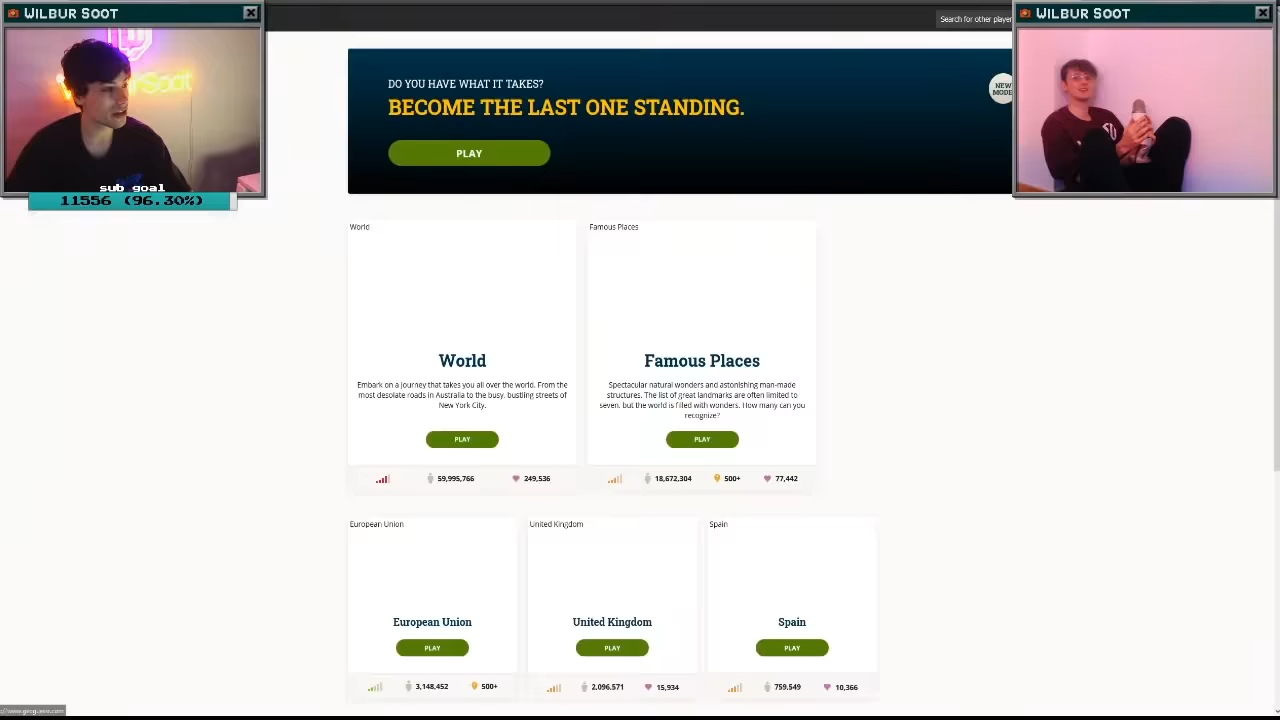 WILBUR SOOT
WILBUR SOOT
Search for other player
sub goal
11556 (96.30%)
DO YOU HAVE WHAT IT TAKES?
BECOME THE LAST ONE STANDING.
NEW
MODE
PLAY
World
Famous Places
World
Embark on a journey that takes you all over the world. From the
most desolate roads in Australia to the busy, bustling streets of
New York City.
PLAY
59,995,766
249,536
Famous Places
Spectacular natural wonders and astonishing man-made
structures. The list of great landmarks are often limited to
seven, but the world is filled with wonders. How many can you
recognize?
PLAY
18,672,304
500+
77,442
European Union
United Kingdom
Spain
European Union
PLAY
3,148,452
500+
United Kingdom
PLAY
2,096,571
15,934
Spain
PLAY
759,549
10,366